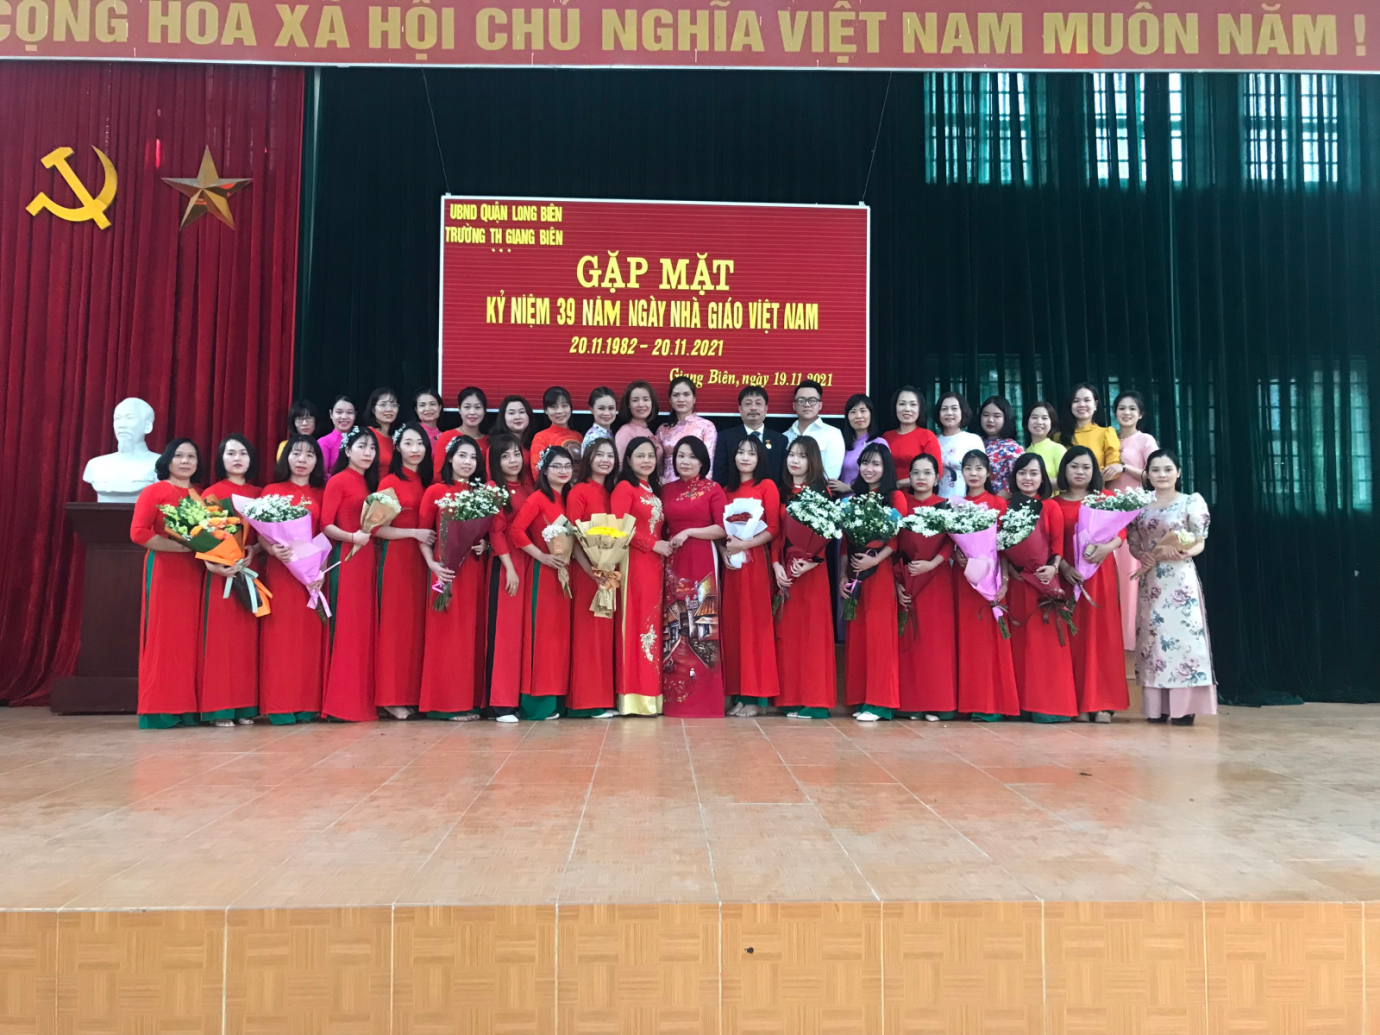 CỘNG HOA XÃ HỘI CHỦ NGHĨA VIỆT NAM MUÔN NĂM !
UBND QUẬN LONG BIÊN
TRƯỜNG TH GIANG BIÊN
GẶP MẶT
KỶ NIỆM 39 NĂM NGÀY NHÀ GIÁO VIỆT NAM
20.11.1982 - 20.11.2021
Giang Biên, ngày 19.11.2021